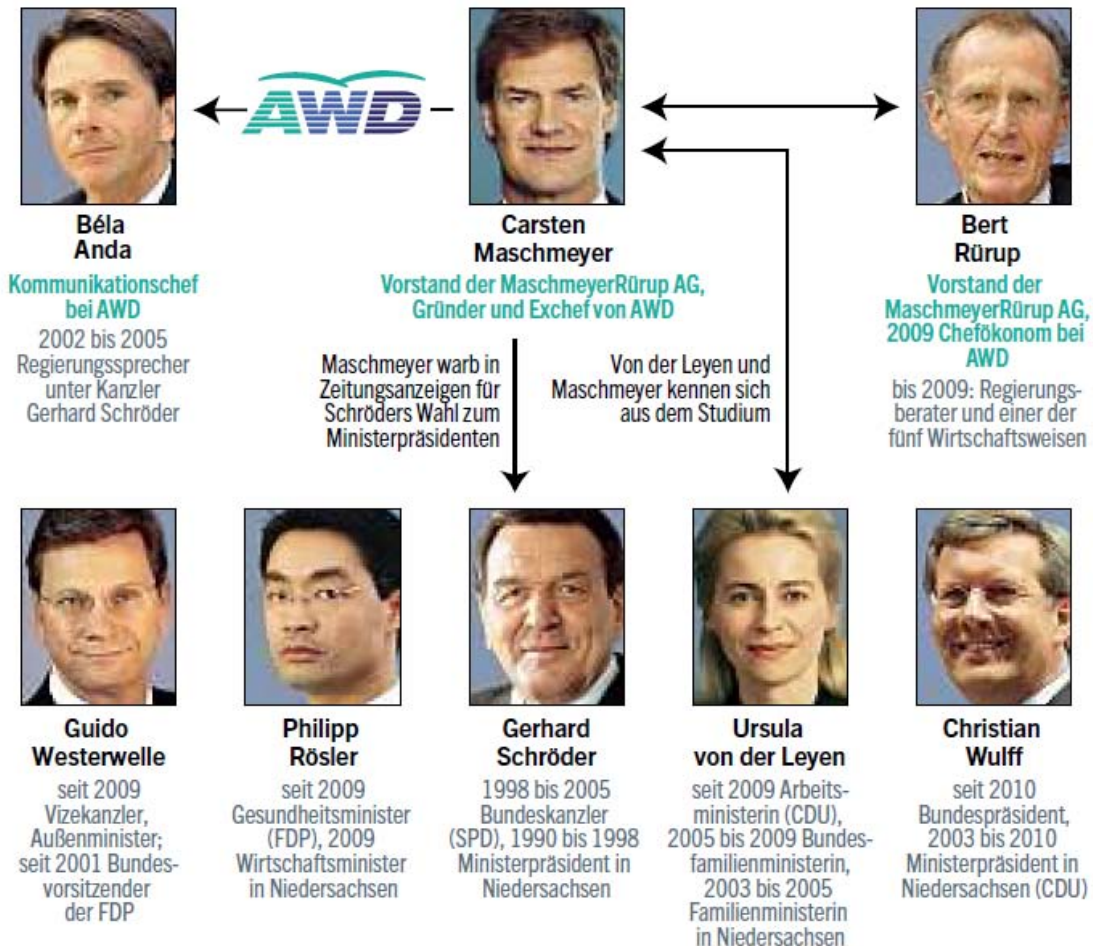 AWD
Béla
Anda
Kommunikationschef
bei AWD
2002 bis 2005
Regierungssprecher
unter Kanzler
Gerhard Schröder
Carsten
Maschmeyer
Vorstand der MaschmeyerRürup AG,
Gründer und Exchef von AWD
Bert
Rürup
Vorstand der
MaschmeyerRürup AG,
2009 Chefökonom bei
AWD
bis 2009: Regierungs-
berater und einer der
fünf Wirtschaftsweisen
Maschmeyer warb in
Zeitungsanzeigen für
Schröders Wahl zum
Ministerpräsidenten
Von der Leyen und
Maschmeyer kennen sich
aus dem Studium
Guido
Westerwelle
seit 2009
Vizekanzler,
Außenminister;
seit 2001 Bundes-
vorsitzender
der FDP
Philipp
Rösler
seit 2009
Gesundheitsminister
(FDP), 2009
Wirtschaftsminister
in Niedersachsen
Gerhard
Schröder
1998 bis 2005
Bundeskanzler
(SPD), 1990 bis 1998
Ministerpräsident in
Niedersachsen
Ursula
von der Leyen
seit 2009 Arbeits-
ministerin (CDU),
2005 bis 2009 Bundes-
familienministerin,
2003 bis 2005
Familienministerin
in Niedersachsen
Christian
Wulff
seit 2010
Bundespräsident,
2003 bis 2010
Ministerpräsident in
Niedersachsen (CDU)